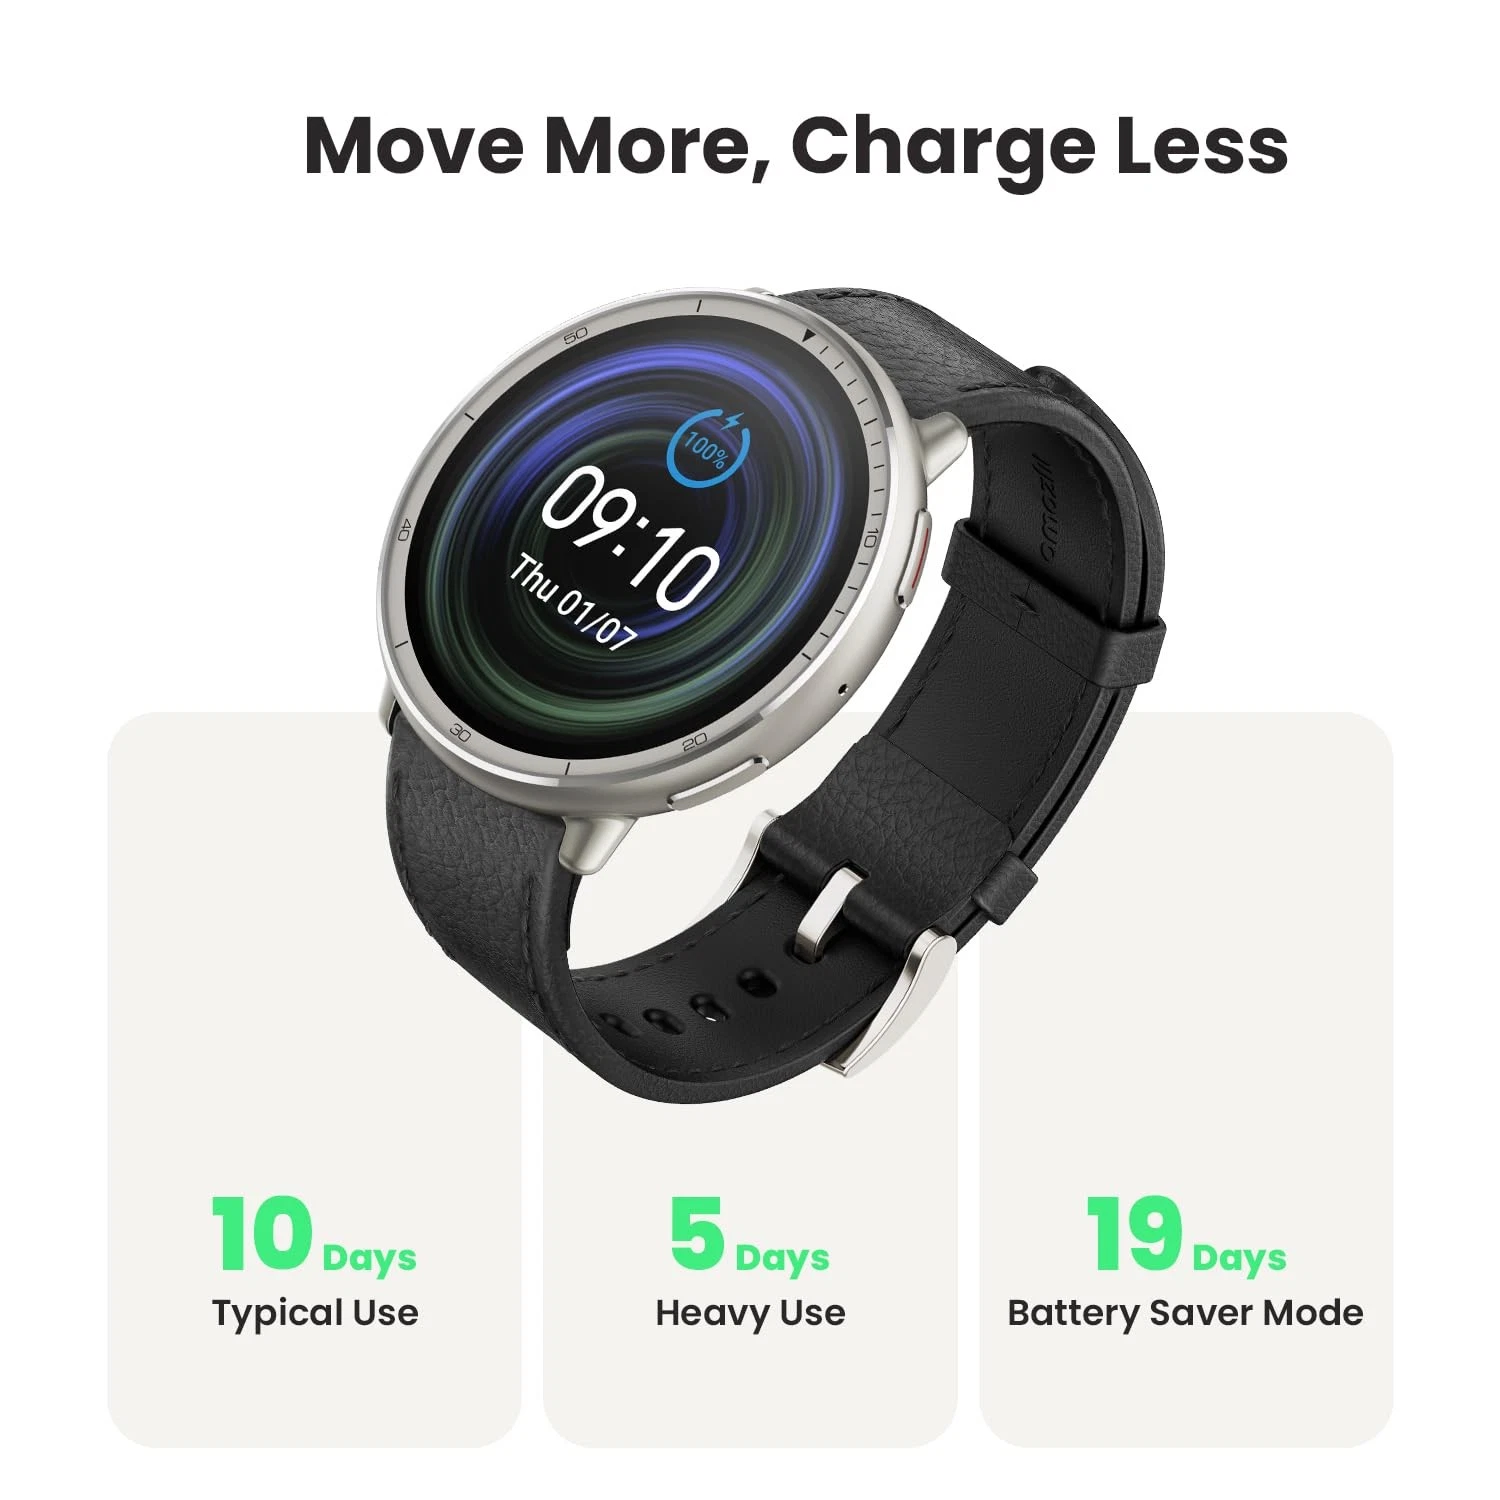 Move More, Charge Less
50
100%
09:10
Thu 01/07
10
40
30
20
amazfit
10 Days
Typical Use
5 Days
Heavy Use
19 Days
Battery Saver Mode